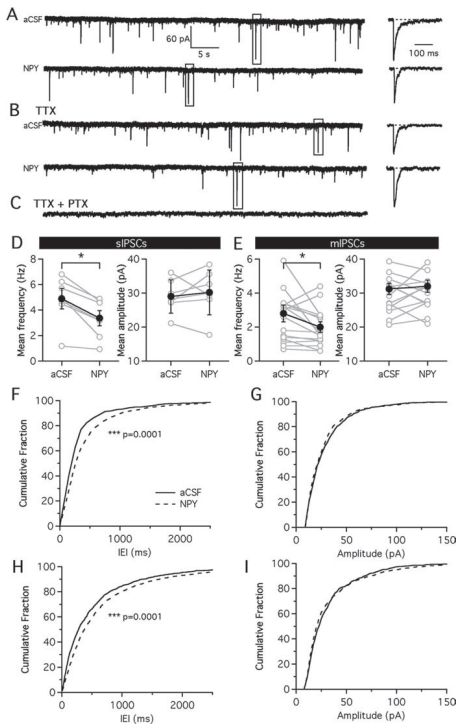 A
aCSF
60 pA
5 s
100 ms
NPY
B
TTX
aCSF
NPY
C
TTX + PTX
D
sIPSCs
E
mIPSCs
*
Mean frequency (Hz)
8
6
4
2
0
aCSF NPY
Mean amplitude (pA)
40
30
20
10
aCSF NPY
*
Mean frequency (Hz)
6
4
2
0
aCSF NPY
Mean amplitude (pA)
40
30
20
10
aCSF NPY
F
Cumulative Fraction
100
80
60
40
20
0
*** p=0.0001
aCSF
NPY
0 1000 2000
IEI (ms)
G
Cumulative Fraction
100
80
60
40
20
0
0 50 100 150
Amplitude (pA)
H
Cumulative Fraction
100
80
60
40
20
0
*** p=0.0001
0 1000 2000
IEI (ms)
I
Cumulative Fraction
100
80
60
40
20
0
0 50 100 150
Amplitude (pA)